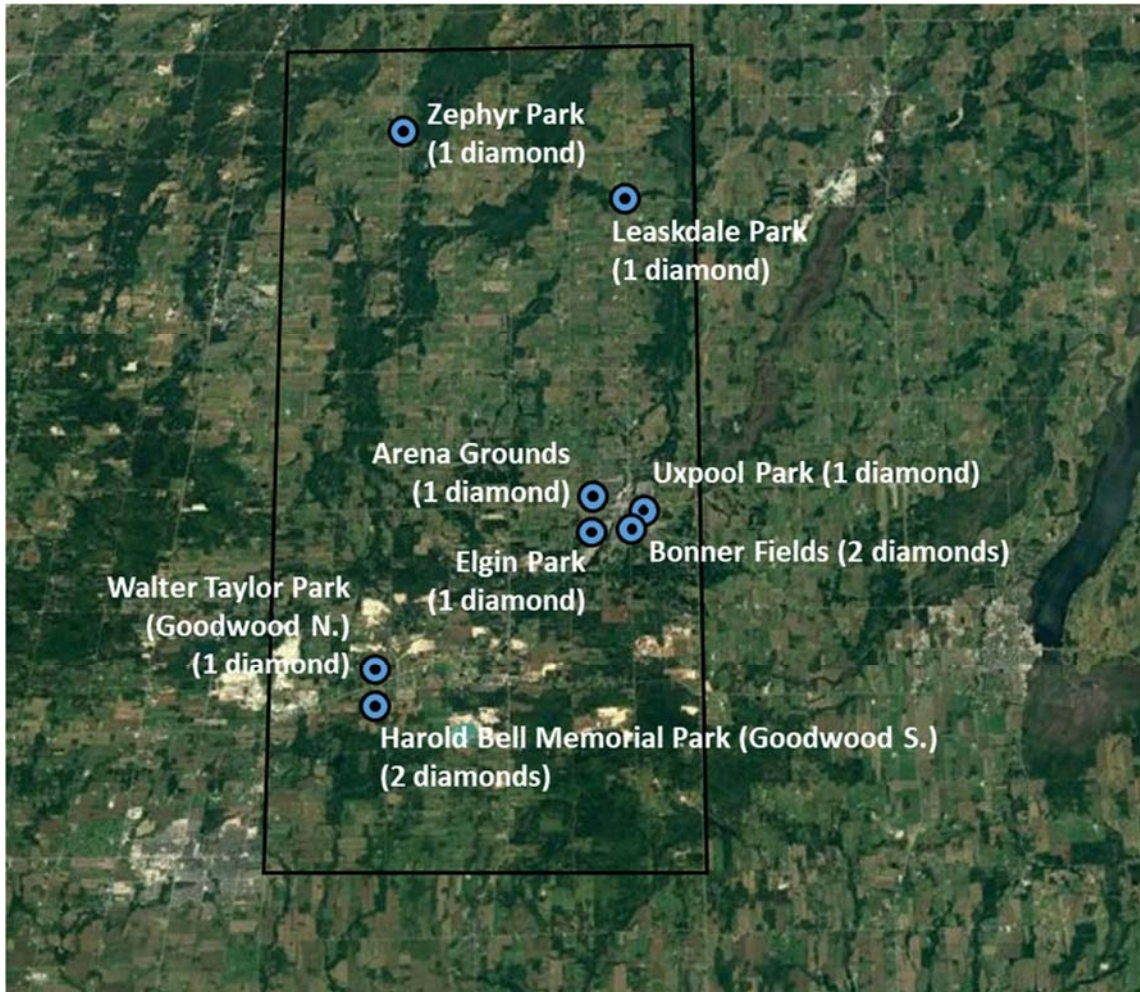 Zephyr Park
(1 diamond)
Leaskdale Park
(1 diamond)
Arena Grounds
(1 diamond)
Uxpool Park (1 diamond)
Bonner Fields (2 diamonds)
Elgin Park
(1 diamond)
Walter Taylor Park
(Goodwood N.)
(1 diamond)
Harold Bell Memorial Park (Goodwood S.)
(2 diamonds)